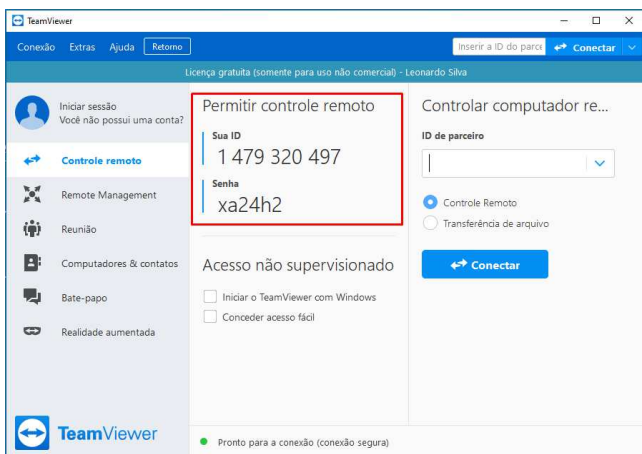 TeamViewer
Conexão Extras Ajuda Retorno
Inserir a ID do parce
Conectar
Licença gratuita (somente para uso não comercial) - Leonardo Silva
Iniciar sessão
Você não possui uma conta?
Controle remoto
Remote Management
Reunião
Computadores & contatos
Bate-papo
Realidade aumentada
TeamViewer
Permitir controle remoto
Sua ID
1 479 320 497
Senha
xa24h2
Acesso não supervisionado
Iniciar o TeamViewer com Windows
Conceder acesso fácil
Controlar computador re...
ID de parceiro
Controle Remoto
Transferência de arquivo
Conectar
Pronto para a conexão (conexão segura)